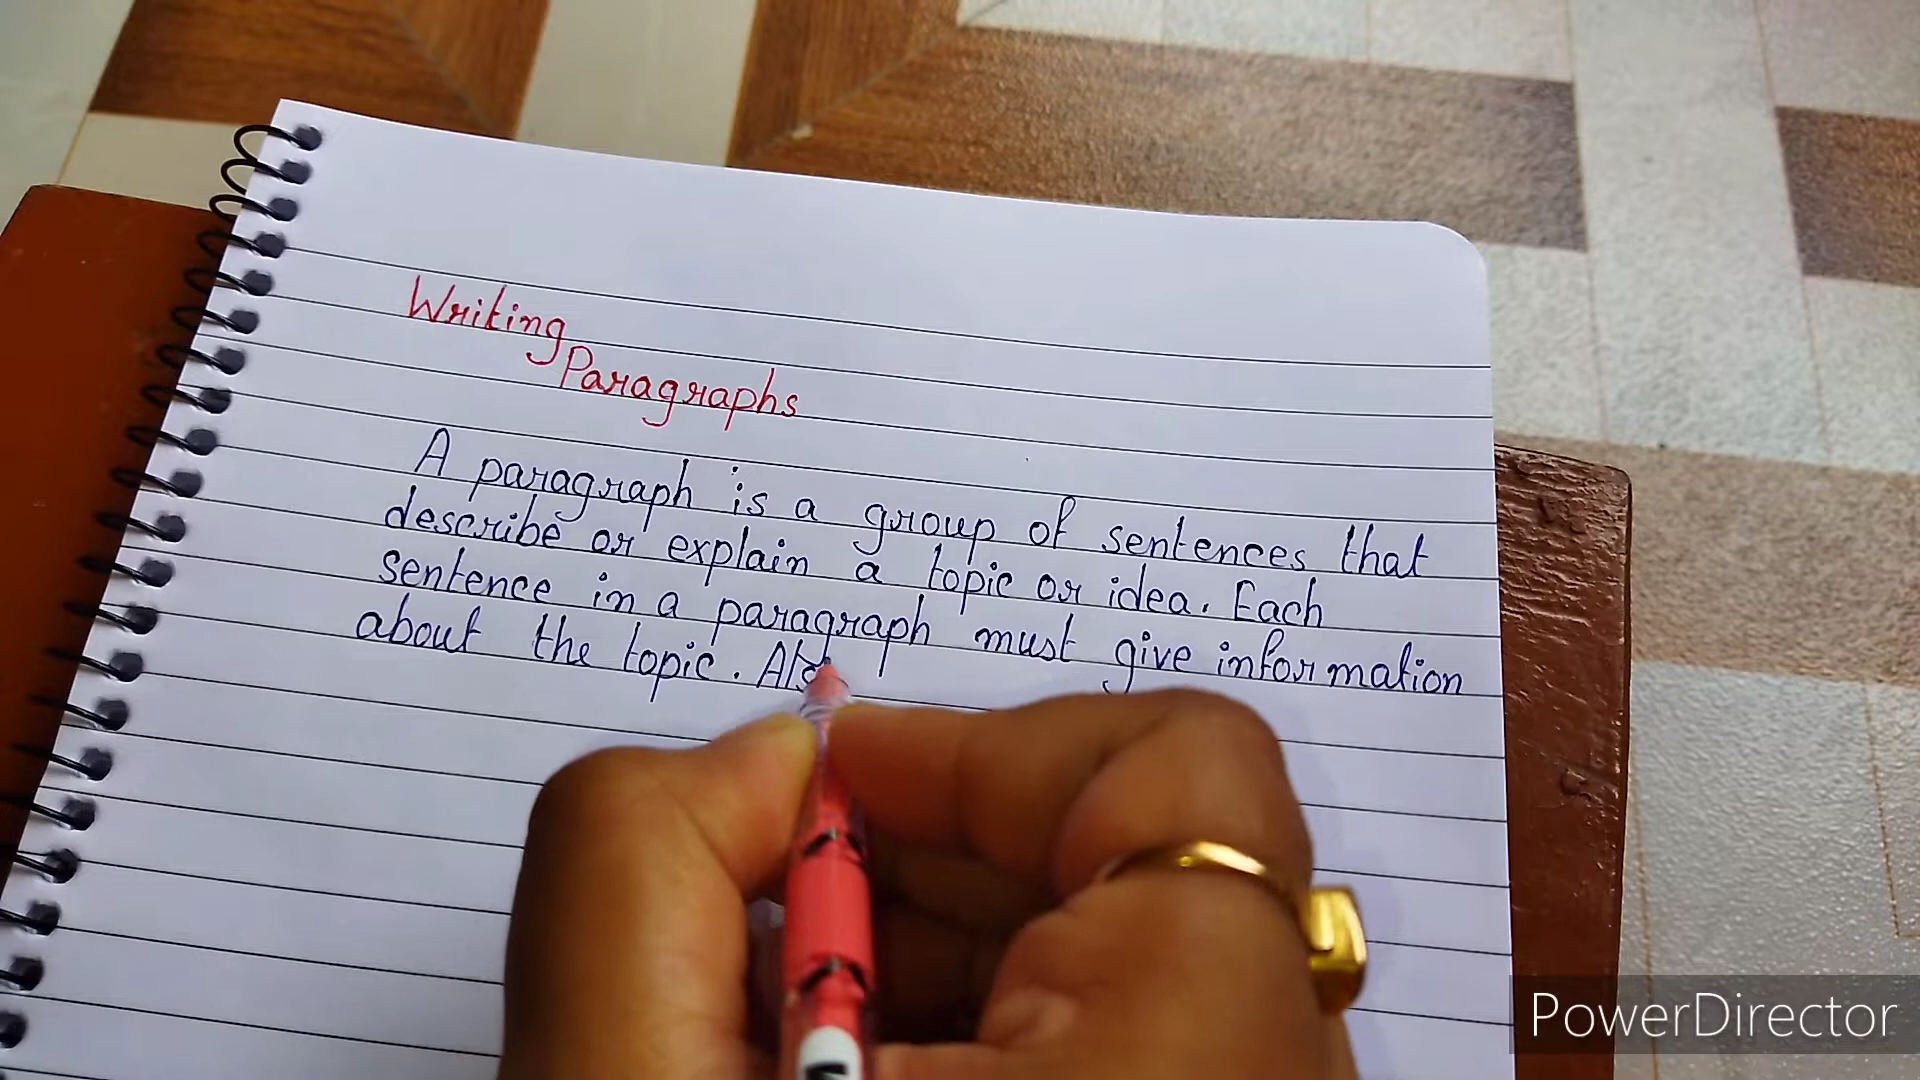 Writing
Paragraphs
A paragraph is a group of sentences that
describe or explain a topic or idea. Each
sentence in a paragraph must give information
about the topic.
PowerDirector